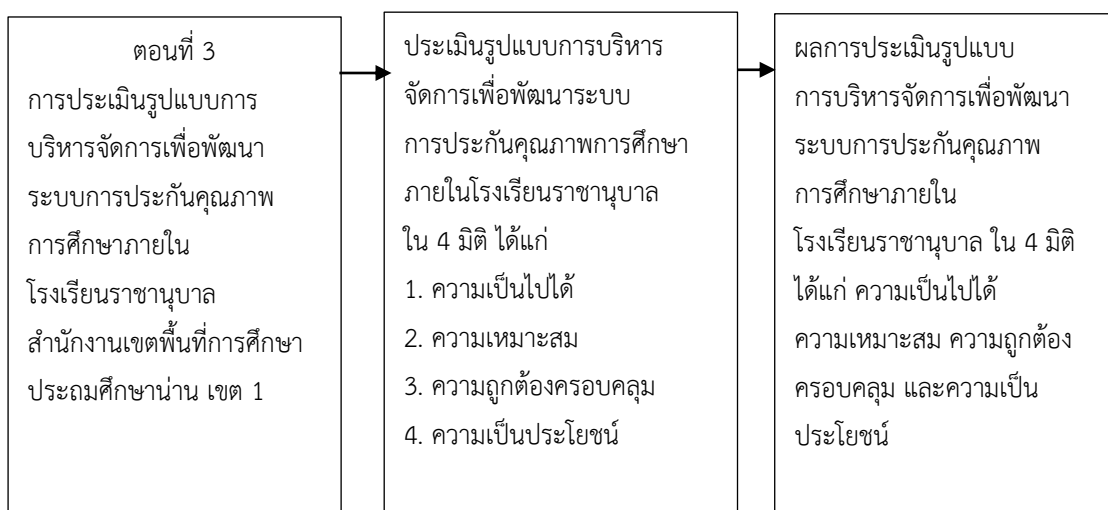 ตอนที่ 3
การประเมินรูปแบบการ
บริหารจัดการเพื่อพัฒนา
ระบบการประกันคุณภาพ
การศึกษาภายใน
โรงเรียนราชานุบาล
สำนักงานเขตพื้นที่การศึกษา
ประถมศึกษาน่าน เขต 1
ประเมินรูปแบบการบริหาร
จัดการเพื่อพัฒนาระบบ
การประกันคุณภาพการศึกษา
ภายในโรงเรียนราชานุบาล
ใน 4 มิติ ได้แก่
1. ความเป็นไปได้
2. ความเหมาะสม
3. ความถูกต้องครอบคลุม
4. ความเป็นประโยชน์
ผลการประเมินรูปแบบ
การบริหารจัดการเพื่อพัฒนา
ระบบการประกันคุณภาพ
การศึกษาภายใน
โรงเรียนราชานุบาล ใน 4 มิติ
ได้แก่ ความเป็นไปได้
ความเหมาะสม ความถูกต้อง
ครอบคลุม และความเป็น
ประโยชน์